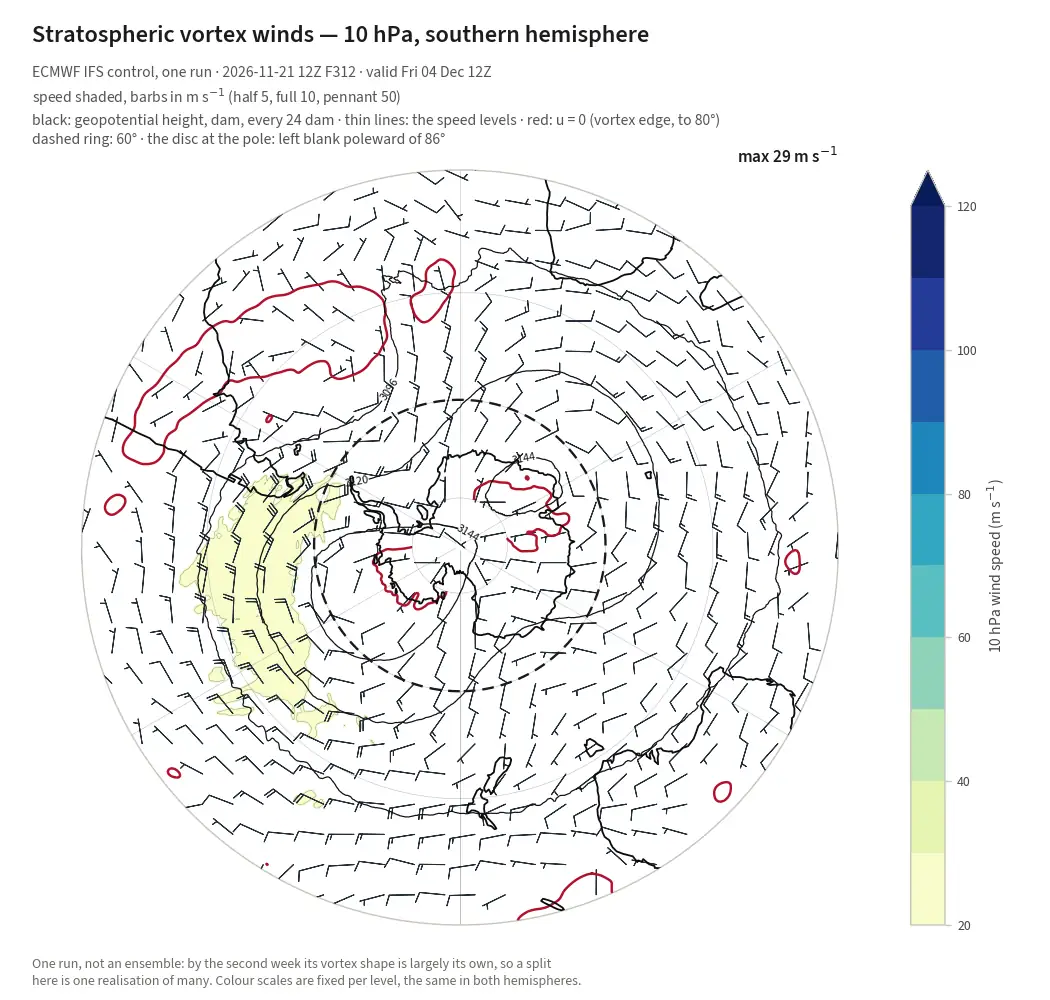 Stratospheric vortex winds — 10 hPa, southern hemisphere
ECMWF IFS control, one run · 2026-11-21 12Z F312 · valid Fri 04 Dec 12Z
speed shaded, barbs in m s⁻¹ (half 5, full 10, pennant 50)
black: geopotential height, dam, every 24 dam · thin lines: the speed levels · red: u = 0 (vortex edge, to 80°)
dashed ring: 60° · the disc at the pole: left blank poleward of 86°
max 29 m s⁻¹
120
100
80
60
40
20
10 hPa wind speed (m s⁻¹)
3096
3144
3120
3144
One run, not an ensemble: by the second week its vortex shape is largely its own, so a split
here is one realisation of many. Colour scales are fixed per level, the same in both hemispheres.